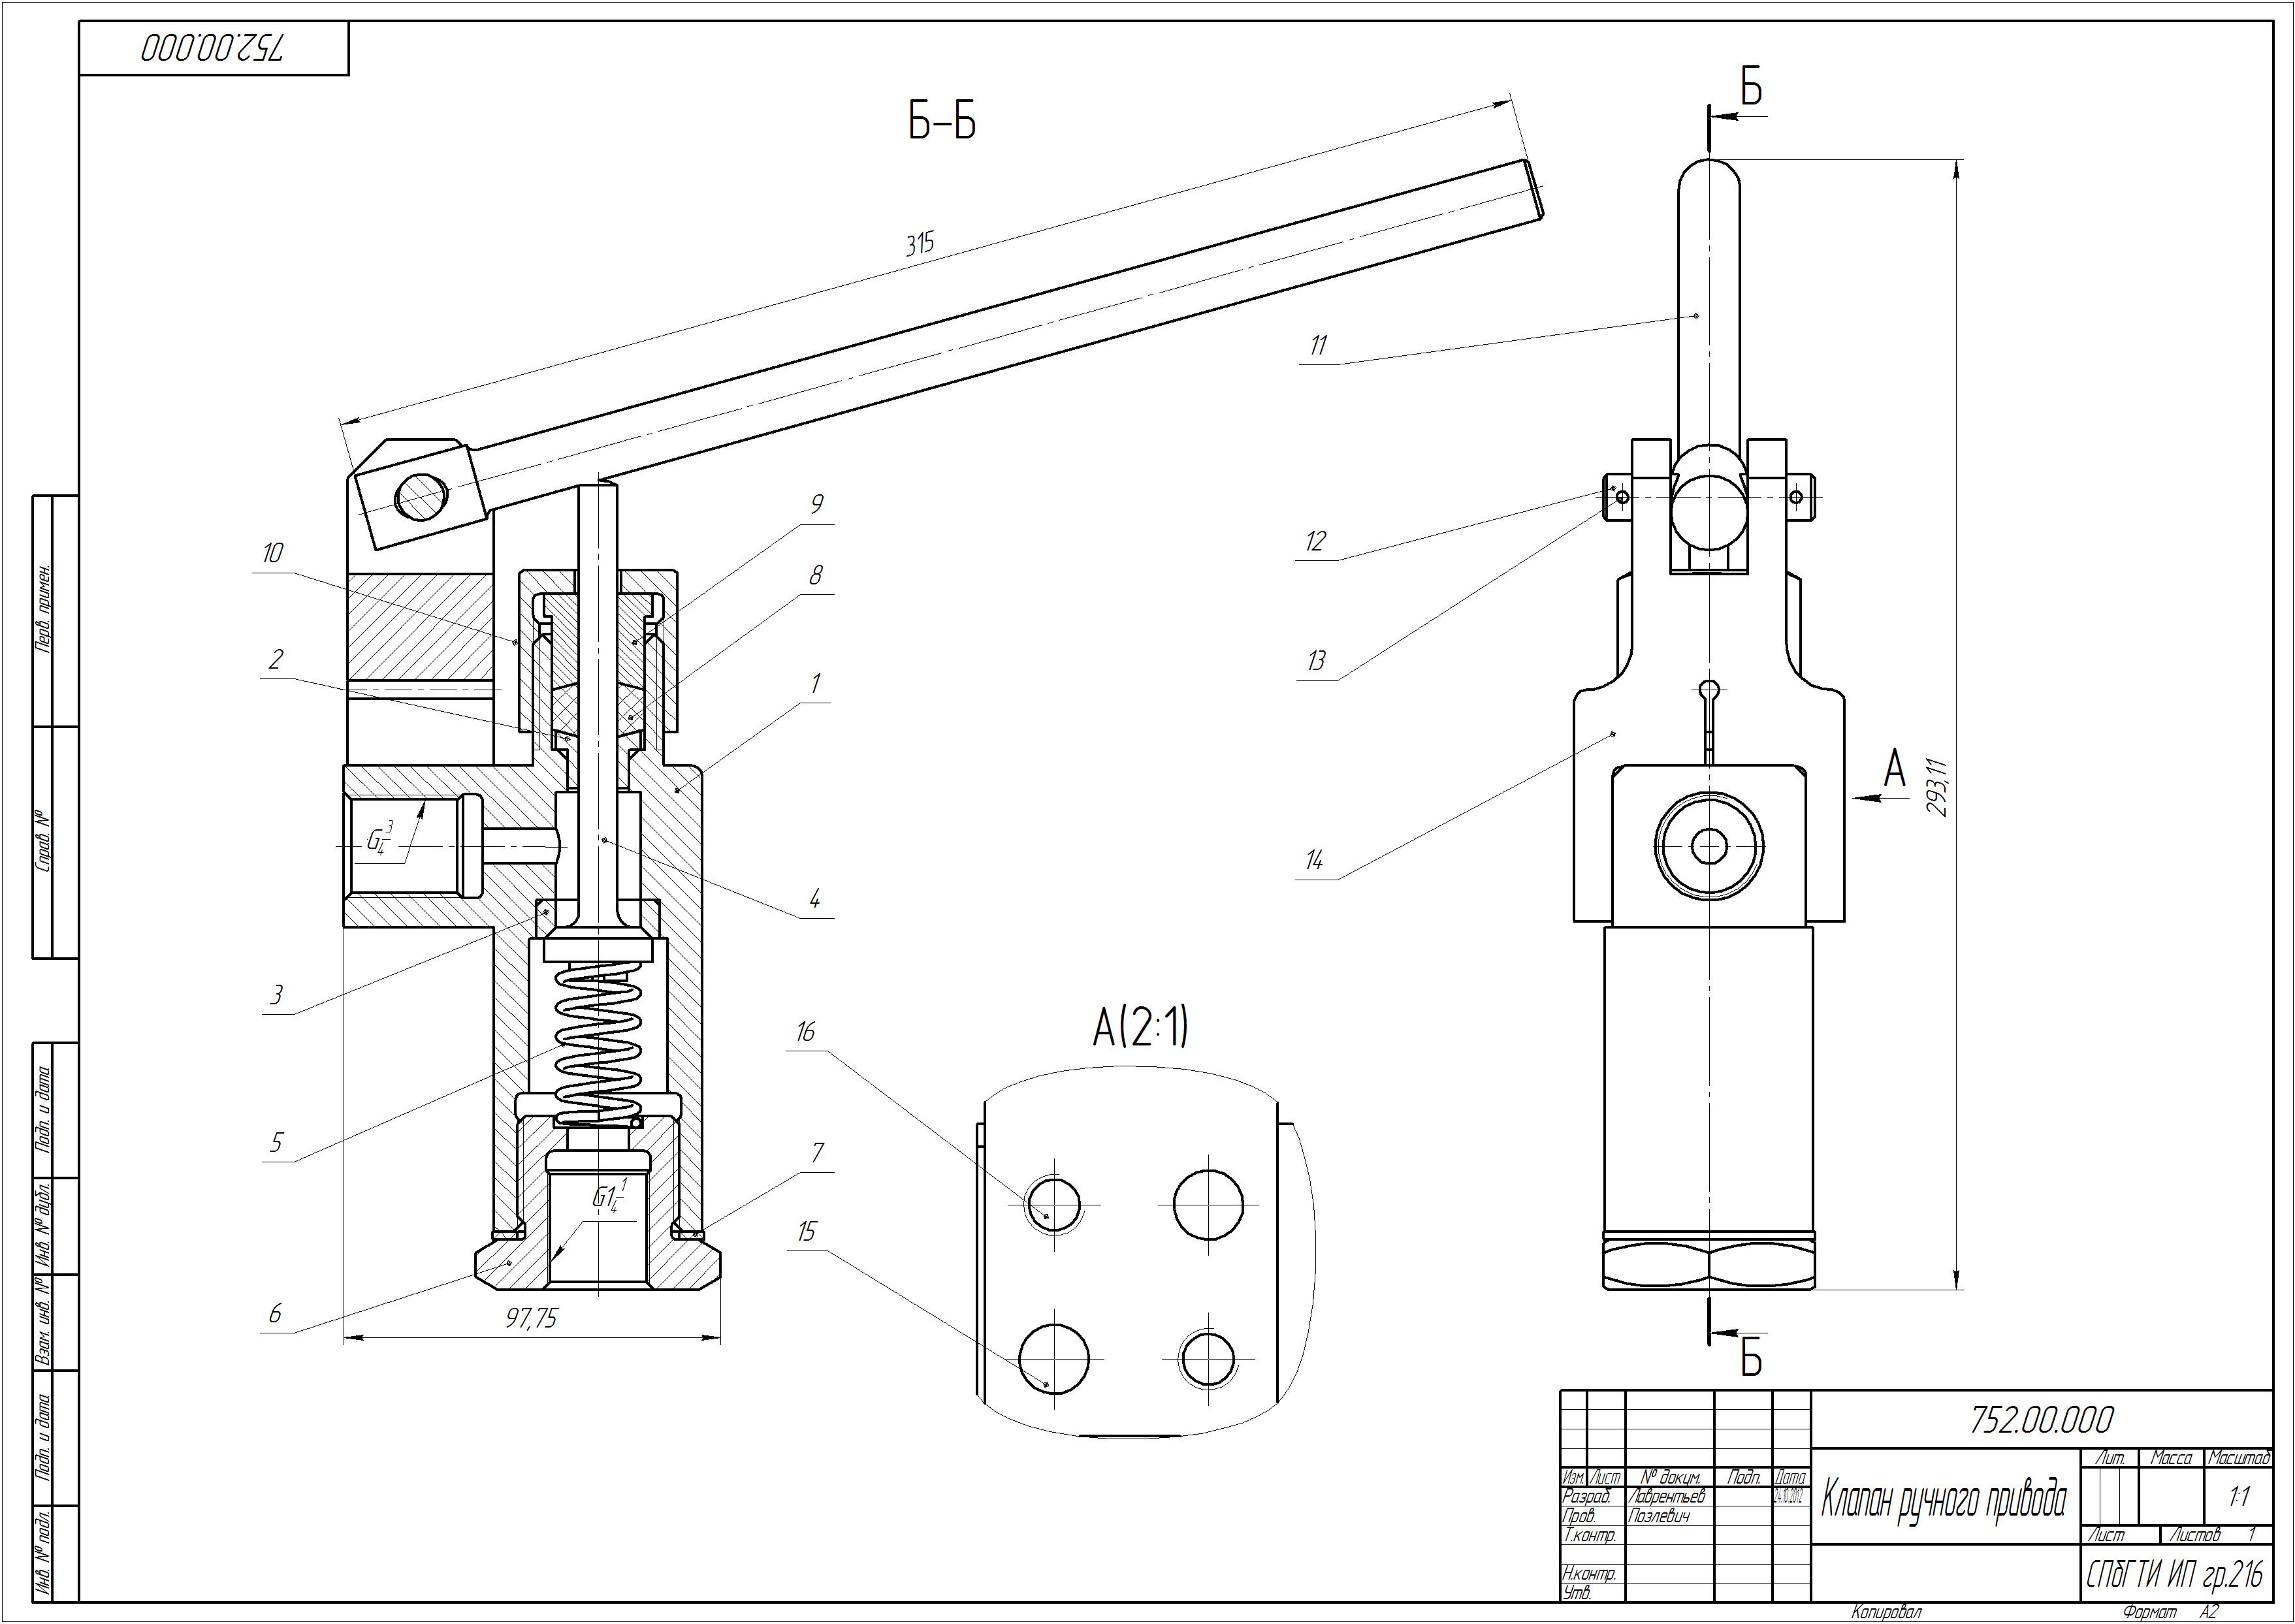 752.00.000
Б-Б
Б
315
293,11
11
12
13
14
А
10
2
9
8
1
4
3
5
7
6
G3/4
G1 1/4
97,75
А(2:1)
16
15
Б
Перв. примен.
Справ. №
Подп. и дата
Инв. № дубл.
Взам. инв. №
Подп. и дата
Инв. № подл.
752.00.000
Изм. Лист № докум. Подп. Дата
Разраб. Лаврентьев 24.10.2012
Пров. Позлевич
Т.контр.
Н.контр.
Утв.
Клапан ручного привода
Лит. Масса Масштаб
1:1
Лист Листов 1
СПбГТИ ИП гр.216
Копировал Формат А2